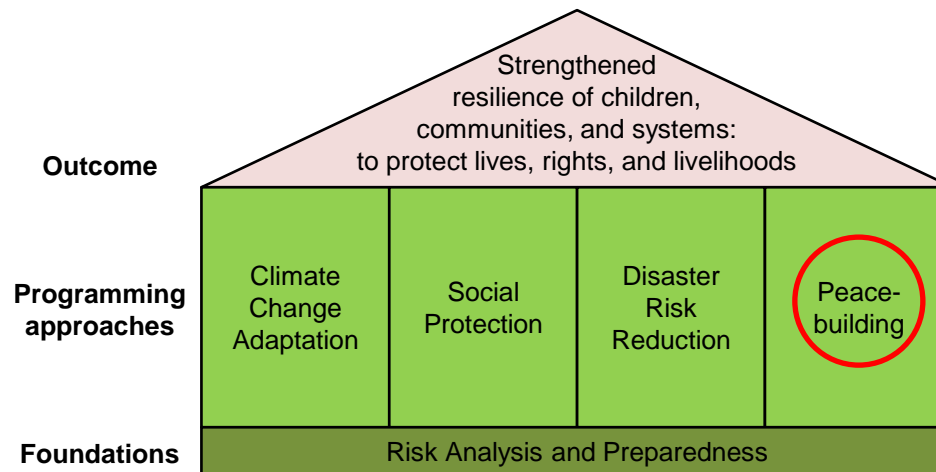 Strengthened
resilience of children,
communities, and systems:
to protect lives, rights, and livelihoods
Outcome
Programming
approaches
Climate
Change
Adaptation
Social
Protection
Disaster
Risk
Reduction
Peace-
building
Foundations
Risk Analysis and Preparedness